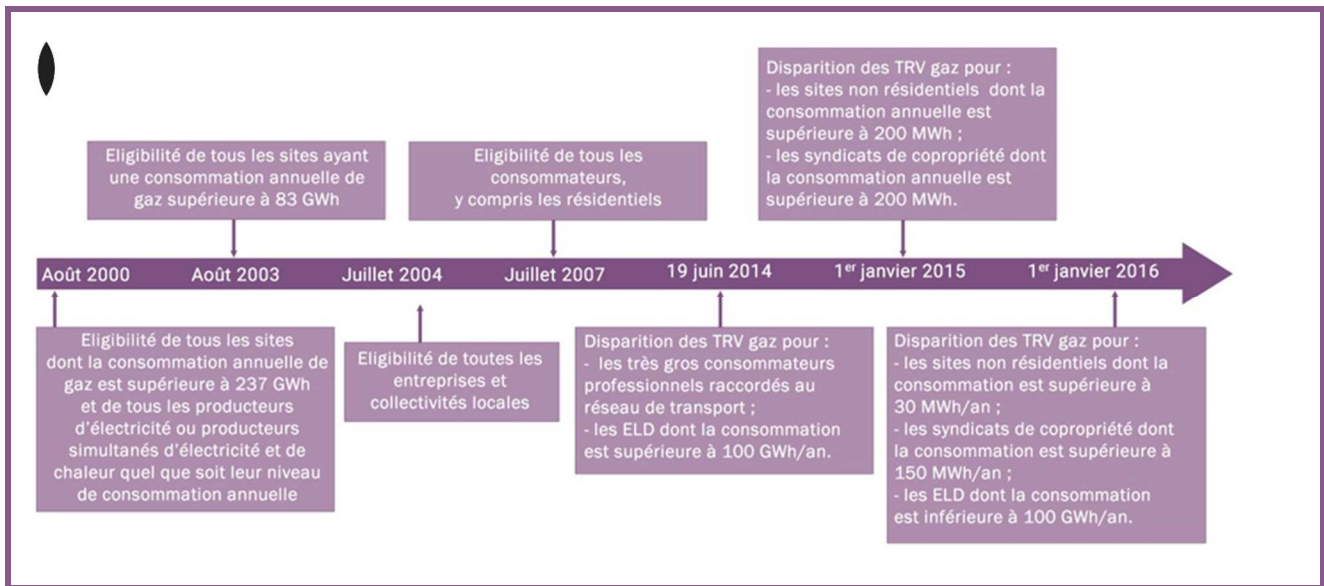 Disparition des TRV gaz pour :
- les sites non résidentiels dont la
consommation annuelle est
supérieure à 200 MWh ;
- les syndicats de copropriété dont
la consommation annuelle est
supérieure à 200 MWh.
Eligibilité de tous les sites ayant
une consommation annuelle de
gaz supérieure à 83 GWh
Eligibilité de tous les
consommateurs,
y compris les résidentiels
Août 2000
Août 2003
Juillet 2004
Juillet 2007
19 juin 2014
1er janvier 2015
1er janvier 2016
Eligibilité de tous les sites
dont la consommation annuelle de
gaz est supérieure à 237 GWh
et de tous les producteurs
d'électricité ou producteurs
simultanés d'électricité et de
chaleur quel que soit leur niveau
de consommation annuelle
Eligibilité de toutes les
entreprises et
collectivités locales
Disparition des TRV gaz pour :
- les très gros consommateurs
professionnels raccordés au
réseau de transport ;
- les ELD dont la consommation
est supérieure à 100 GWh/an.
Disparition des TRV gaz pour :
- les sites non résidentiels dont la
consommation est supérieure à
30 MWh/an ;
- les syndicats de copropriété dont
la consommation est supérieure à
150 MWh/an ;
- les ELD dont la consommation
est inférieure à 100 GWh/an.